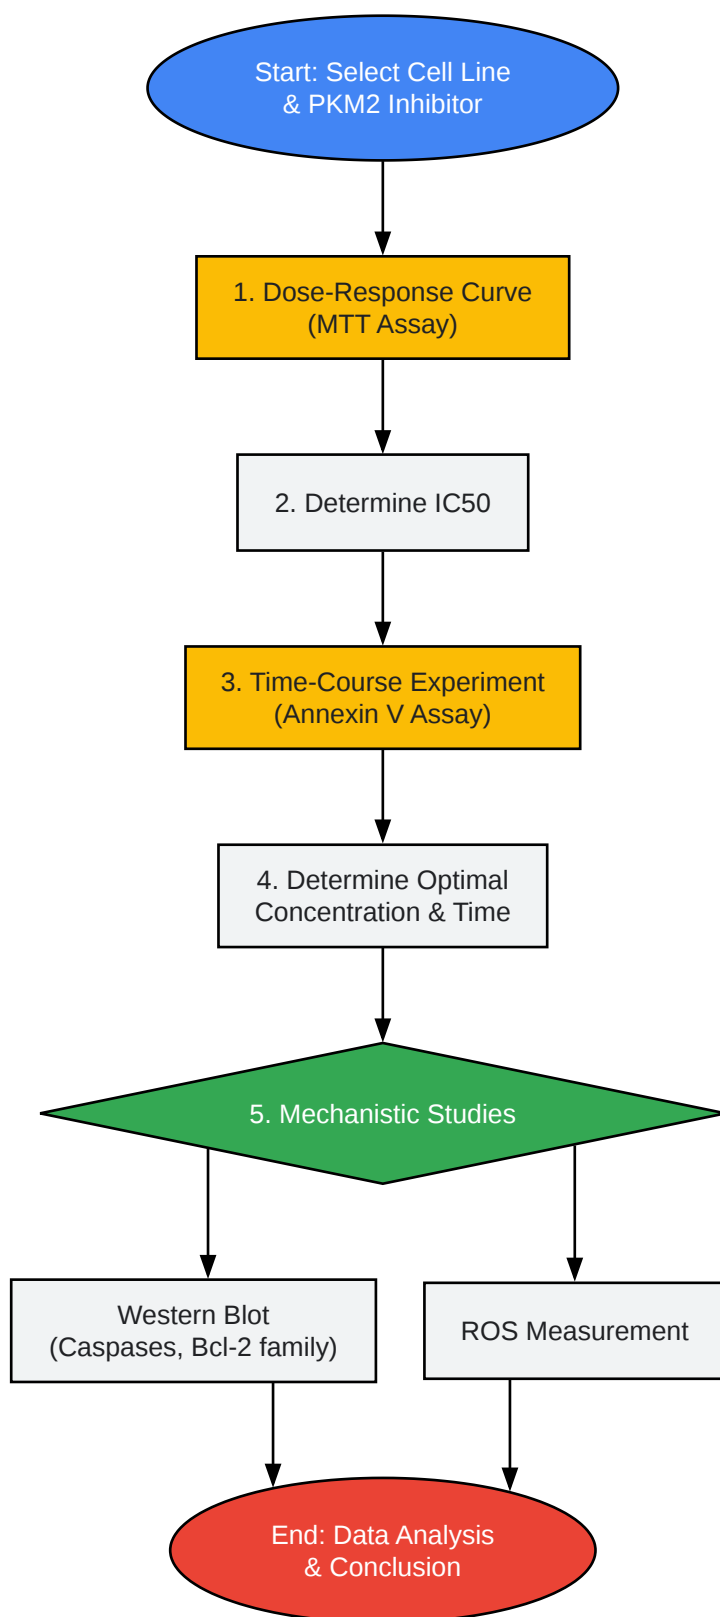 Start: Select Cell Line
& PKM2 Inhibitor
1. Dose-Response Curve
(MTT Assay)
2. Determine IC50
3. Time-Course Experiment
(Annexin V Assay)
4. Determine Optimal
Concentration & Time
5. Mechanistic Studies
Western Blot
(Caspases, Bcl-2 family)
ROS Measurement
End: Data Analysis
& Conclusion